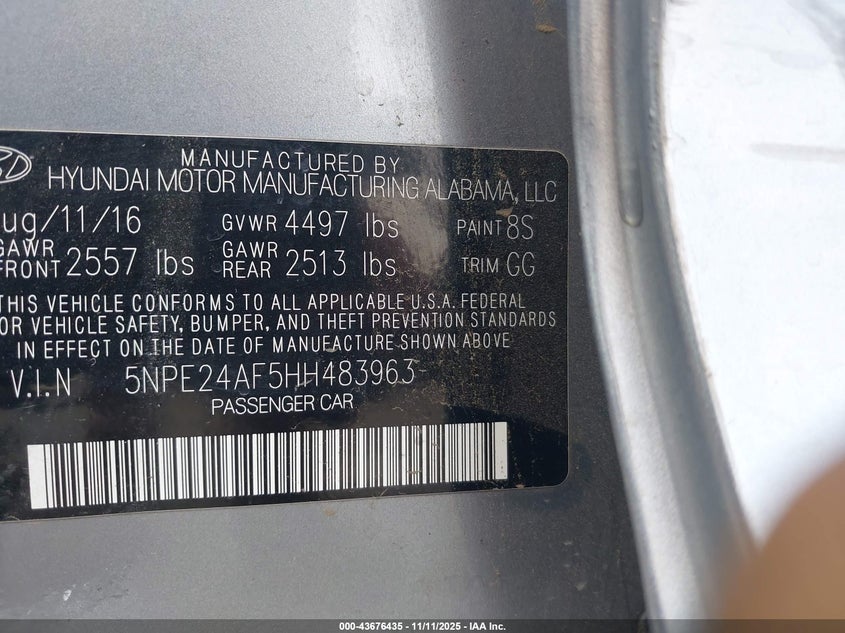 MANUFACTURED BY
HYUNDAI MOTOR MANUFACTURING ALABAMA, LLC
ug/11/16 GVWR 4497 lbs PAINT 8S
GAWR FRONT 2557 lbs GAWR REAR 2513 lbs TRIM GG
THIS VEHICLE CONFORMS TO ALL APPLICABLE U.S.A. FEDERAL
OR VEHICLE SAFETY, BUMPER, AND THEFT PREVENTION STANDARDS
IN EFFECT ON THE DATE OF MANUFACTURE SHOWN ABOVE
V.I.N 5NPE24AF5HH483963
PASSENGER CAR
000-43676435 - 11/11/2025 - IAA Inc.